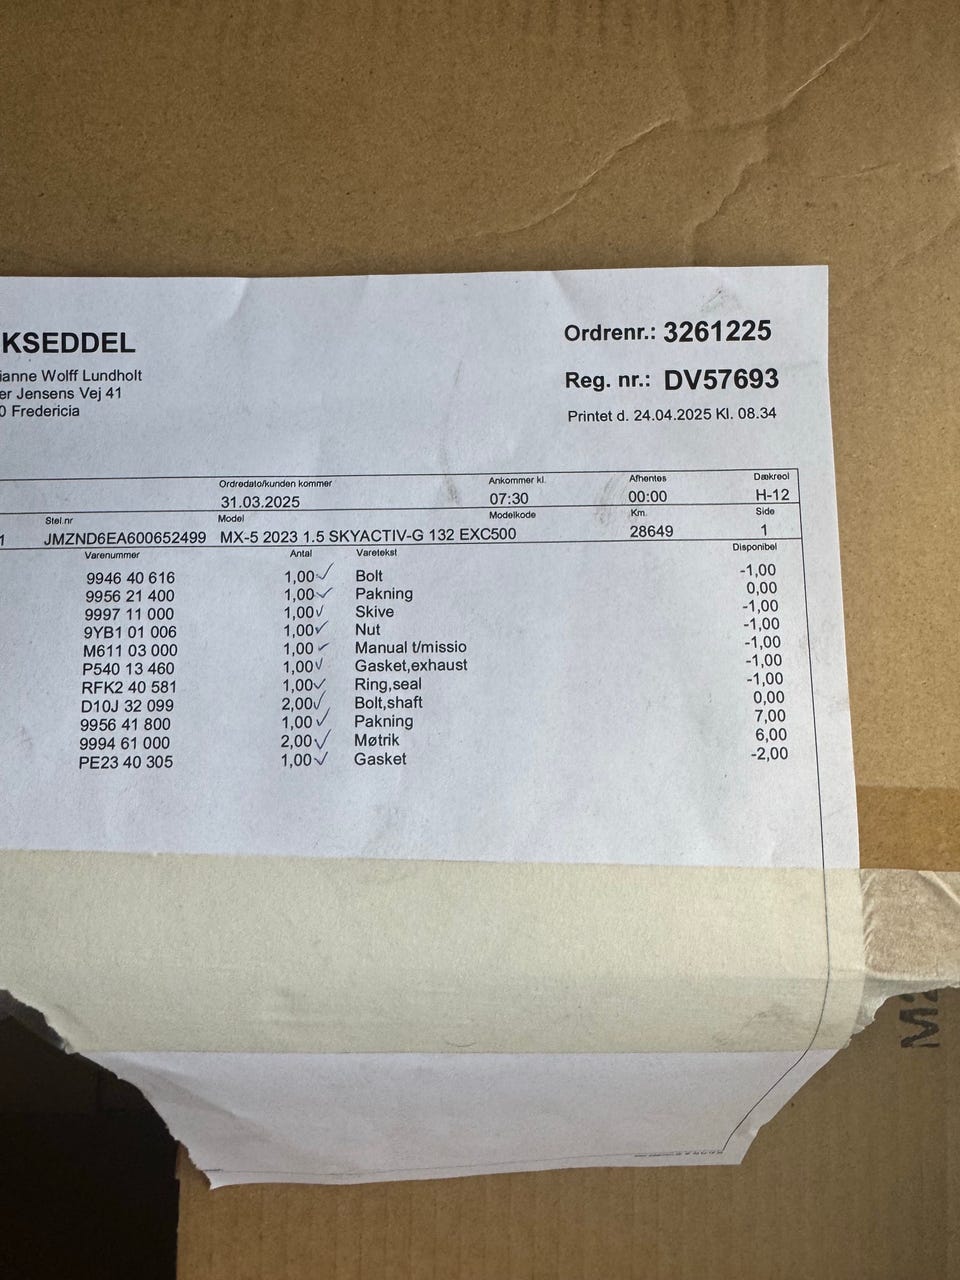 KSEDDEL
Ordrenr.: 3261225
ianne Wolff Lundholt
er Jensens Vej 41
0 Fredericia
Reg. nr.: DV57693
Printet d. 24.04.2025 Kl. 08.34
Ordredato/kunden kommer Ankommer kl. Afhentes Dækreol
31.03.2025 07:30 00:00 H-12
Stel.nr Model Modelkode Km. Side
1 JMZND6EA600652499 MX-5 2023 1.5 SKYACTIV-G 132 EXC500 28649 1
Varenummer Antal Varetekst Disponibel
9946 40 616 1,00 Bolt -1,00
9956 21 400 1,00 Pakning 0,00
9997 11 000 1,00 Skive -1,00
9YB1 01 006 1,00 Nut -1,00
M611 03 000 1,00 Manual t/missio -1,00
P540 13 460 1,00 Gasket,exhaust -1,00
RFK2 40 581 1,00 Ring,seal -1,00
D10J 32 099 2,00 Bolt,shaft 0,00
9956 41 800 1,00 Pakning 7,00
9994 61 000 2,00 Møtrik 6,00
PE23 40 305 1,00 Gasket -2,00